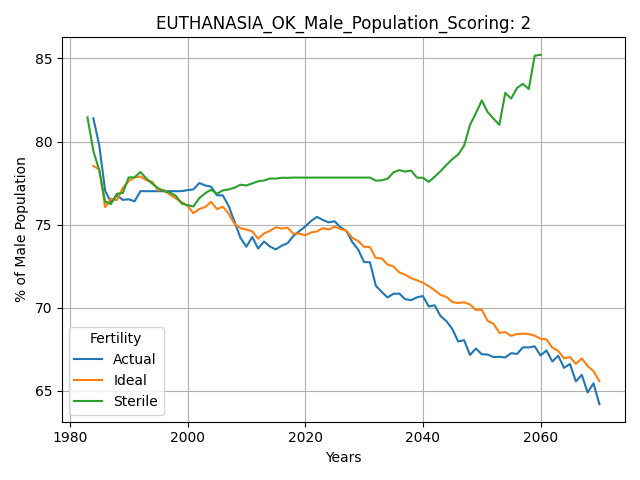 EUTHANASIA_OK_Male_Population_Scoring: 2
% of Male Population
85
80
75
70
65
Fertility
Actual
Ideal
Sterile
1980
2000
2020
2040
2060
Years